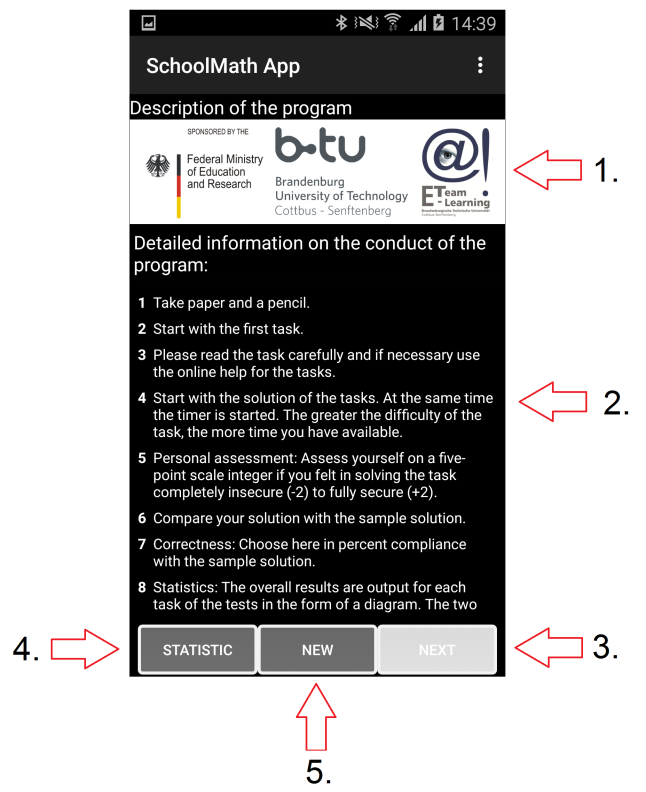 14:39
SchoolMath App
Description of the program
SPONSORED BY THE
Federal Ministry
of Education
and Research
b-tu
Brandenburg
University of Technology
Cottbus - Senftenberg
@!
E Team
- Learning
Brandenburgische Technische Universität
Cottbus Senftenberg
1.
Detailed information on the conduct of the
program:
1 Take paper and a pencil.
2 Start with the first task.
3 Please read the task carefully and if necessary use
the online help for the tasks.
4 Start with the solution of the tasks. At the same time
the timer is started. The greater the difficulty of the
task, the more time you have available.
2.
5 Personal assessment: Assess yourself on a five-
point scale integer if you felt in solving the task
completely insecure (-2) to fully secure (+2).
6 Compare your solution with the sample solution.
7 Correctness: Choose here in percent compliance
with the sample solution.
8 Statistics: The overall results are output for each
task of the tests in the form of a diagram. The two
4.
STATISTIC
NEW
NEXT
3.
5.